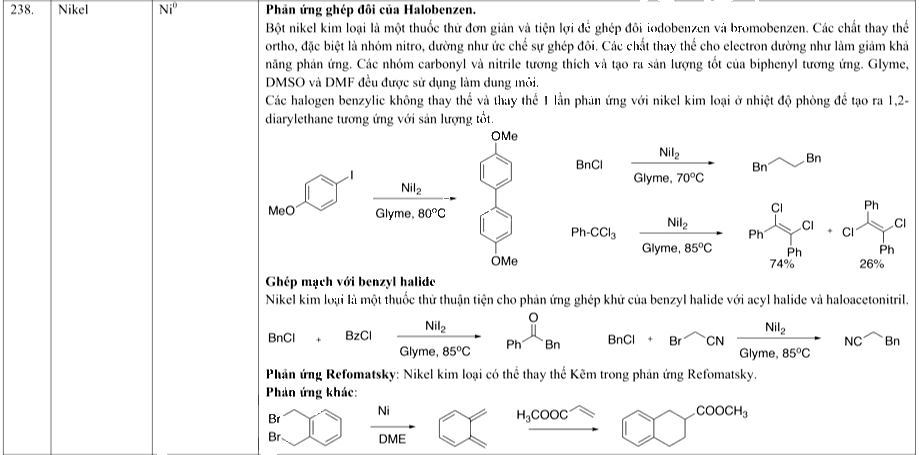 238. Nikel Ni⁰ Phản ứng ghép đôi của Halobenzen.
Bột nikel kim loại là một thuốc thử đơn giản và tiện lợi để ghép đôi iodobenzen và bromobenzen. Các chất thay thế
ortho, đặc biệt là nhóm nitro, dường như ức chế sự ghép đôi. Các chất thay thế cho electron dường như làm giảm khả
năng phản ứng. Các nhóm carbonyl và nitrile tương thích và tạo ra sản lượng tốt của biphenyl tương ứng. Glyme,
DMSO và DMF đều được sử dụng làm dung môi.
Các halogen benzylic không thay thế và thay thế 1 lần phản ứng với nikel kim loại ở nhiệt độ phòng để tạo ra 1,2-
diarylethane tương ứng với sản lượng tốt.
MeO I
NiI₂
Glyme, 80°C
OMe
OMe
BnCl
NiI₂
Glyme, 70°C
Bn Bn
Ph-CCl₃
NiI₂
Glyme, 85°C
Cl
Ph Cl
Ph
74%
+
Ph
Cl Cl
Ph
26%
Ghép mạch với benzyl halide
Nikel kim loại là một thuốc thử thuận tiện cho phản ứng ghép khử của benzyl halide với acyl halide và haloacetonitril.
BnCl + BzCl
NiI₂
Glyme, 85°C
O
Ph Bn
BnCl + Br CN
NiI₂
Glyme, 85°C
NC Bn
Phản ứng Refomatsky: Nikel kim loại có thể thay thế Kẽm trong phản ứng Refomatsky.
Phản ứng khác:
Br
Br
Ni
DME
H₃COOC
COOCH₃